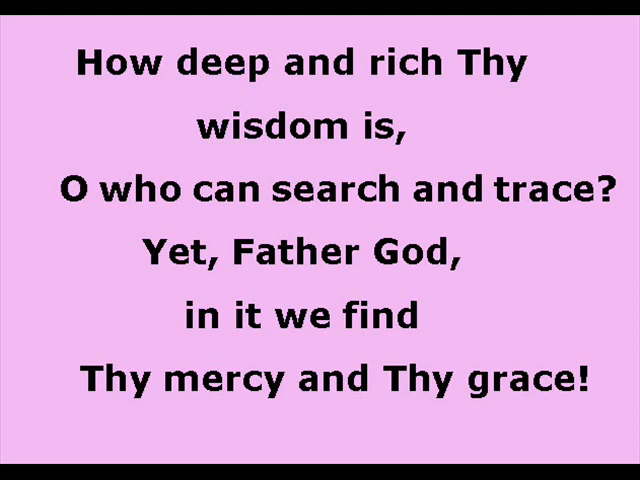 How deep and rich Thy
wisdom is,
O who can search and trace?
Yet, Father God,
in it we find
Thy mercy and Thy grace!